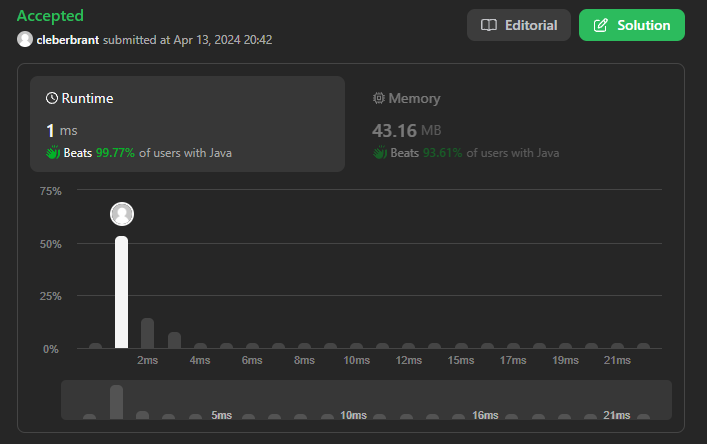 Accepted
cleberbrant submitted at Apr 13, 2024 20:42
Editorial
Solution
Runtime
1 ms
Beats 99.77% of users with Java
Memory
43.16 MB
Beats 93.61% of users with Java
75%
50%
25%
0%
2ms 4ms 6ms 8ms 10ms 12ms 15ms 17ms 19ms 21ms
5ms 10ms 16ms 21ms